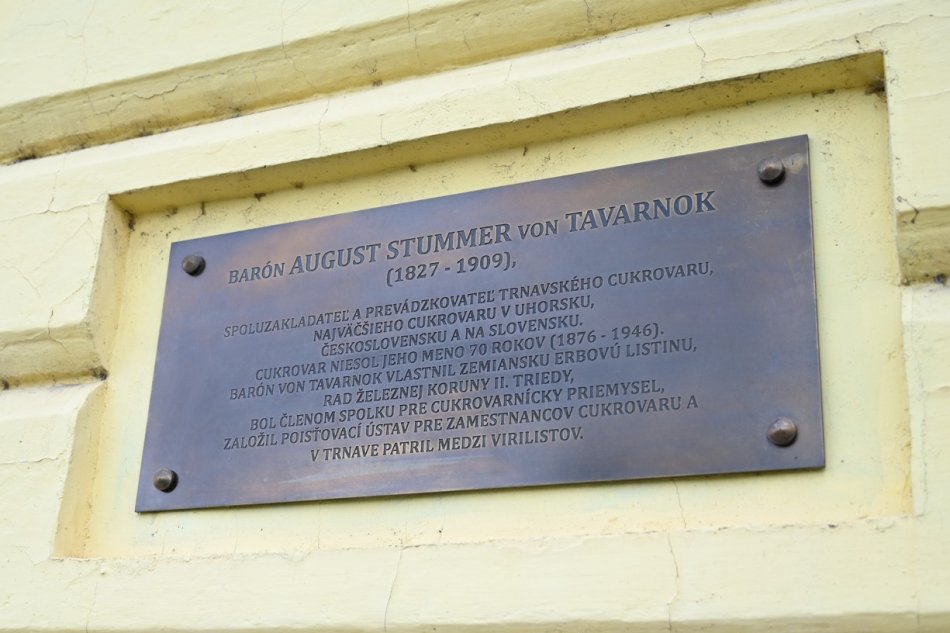 BARÓN AUGUST STUMMER VON TAVARNOK
(1827 - 1909),
SPOLUZAKLADATEĽ A PREVÁDZKOVATEĽ TRNAVSKÉHO CUKROVARU,
NAJVÄČŠIEHO CUKROVARU V UHORSKU,
ČESKOSLOVENSKU A NA SLOVENSKU.
CUKROVAR NIESOL JEHO MENO 70 ROKOV (1876 - 1946).
BARÓN VON TAVARNOK VLASTNIL ZEMIANSKU ERBOVÚ LISTINU,
RAD ŽELEZNEJ KORUNY II. TRIEDY,
BOL ČLENOM SPOLKU PRE CUKROVARNÍCKY PRIEMYSEL,
ZALOŽIL POISŤOVACÍ ÚSTAV PRE ZAMESTNANCOV CUKROVARU A
V TRNAVE PATRIL MEDZI VIRILISTOV.